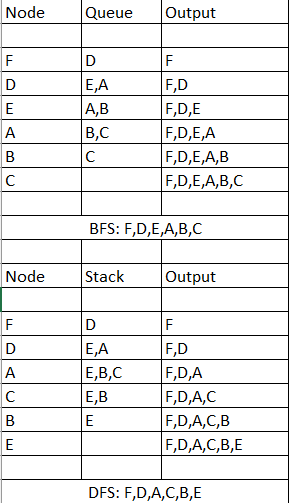 Node Queue Output
F D F
D E,A F,D
E A,B F,D,E
A B,C F,D,E,A
B C F,D,E,A,B
C F,D,E,A,B,C
BFS: F,D,E,A,B,C
Node Stack Output
F D F
D E,A F,D
A E,B,C F,D,A
C E,B F,D,A,C
B E F,D,A,C,B
E F,D,A,C,B,E
DFS: F,D,A,C,B,E